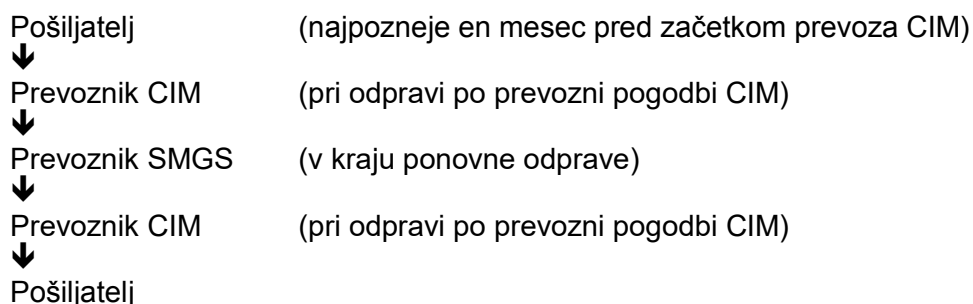 Pošiljatelj (najpozneje en mesec pred začetkom prevoza CIM)
Prevoznik CIM (pri odpravi po prevozni pogodbi CIM)
Prevoznik SMGS (v kraju ponovne odprave)
Prevoznik CIM (pri odpravi po prevozni pogodbi CIM)
Pošiljatelj